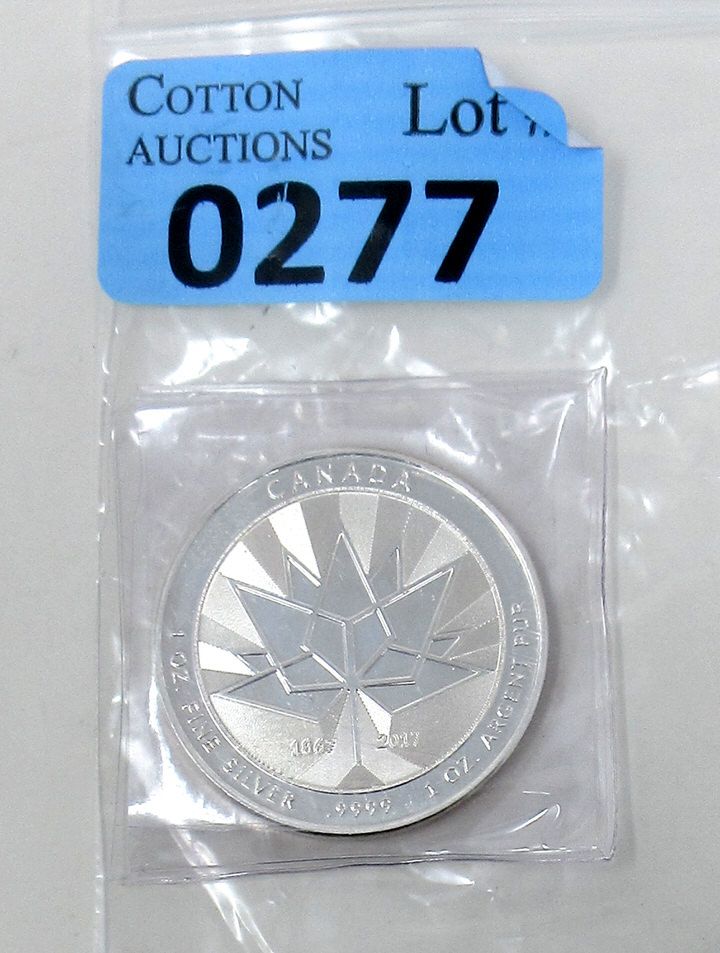 COTTON
AUCTIONS
Lot
0277
CANADA
1867 2017
1 OZ. FINE SILVER 9999 1 OZ. ARGENT PUR